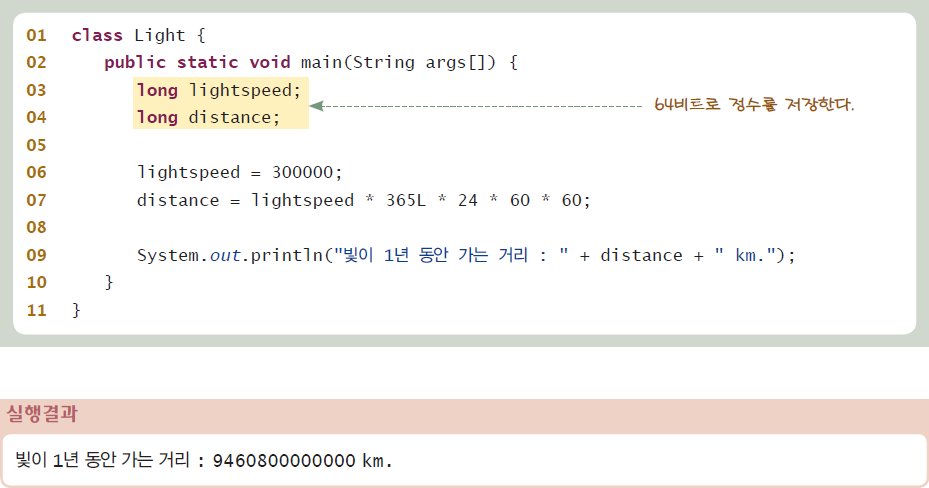 01 class Light {
02 public static void main(String args[]) {
03 long lightspeed;
04 long distance;
64비트로 정수를 저장한다.
05
06 lightspeed = 300000;
07 distance = lightspeed * 365L * 24 * 60 * 60;
08
09 System.out.println("빛이 1년 동안 가는 거리 : " + distance + " km.");
10 }
11 }
실행결과
빛이 1년 동안 가는 거리 : 9460800000000 km.